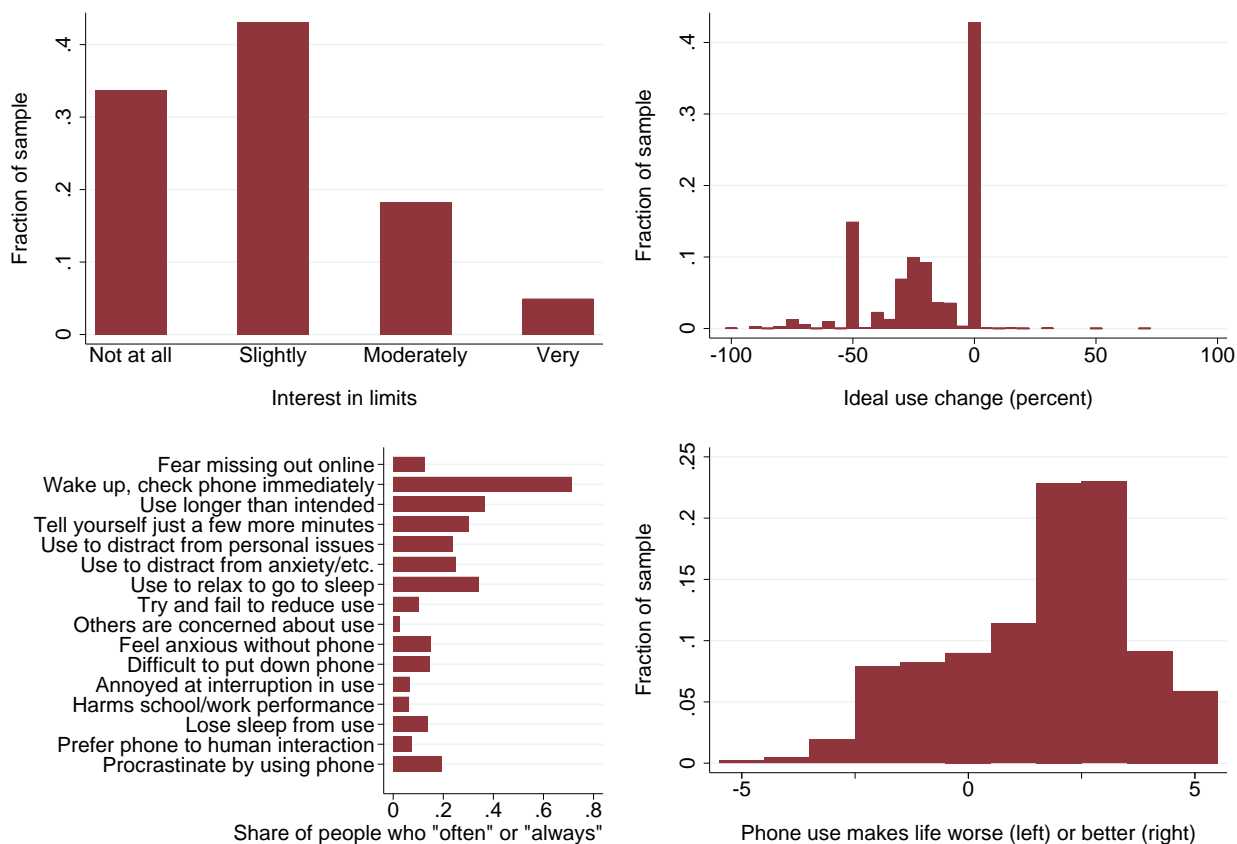 Fraction of sample
0 .1 .2 .3 .4
Not at all Slightly Moderately Very
Interest in limits
Fraction of sample
0 .1 .2 .3 .4
-100 -50 0 50 100
Ideal use change (percent)
Fear missing out online
Wake up, check phone immediately
Use longer than intended
Tell yourself just a few more minutes
Use to distract from personal issues
Use to distract from anxiety/etc.
Use to relax to go to sleep
Try and fail to reduce use
Others are concerned about use
Feel anxious without phone
Difficult to put down phone
Annoyed at interruption in use
Harms school/work performance
Lose sleep from use
Prefer phone to human interaction
Procrastinate by using phone
0 .2 .4 .6 .8
Share of people who "often" or "always"
Fraction of sample
0 .05 .1 .15 .2 .25
-5 0 5
Phone use makes life worse (left) or better (right)